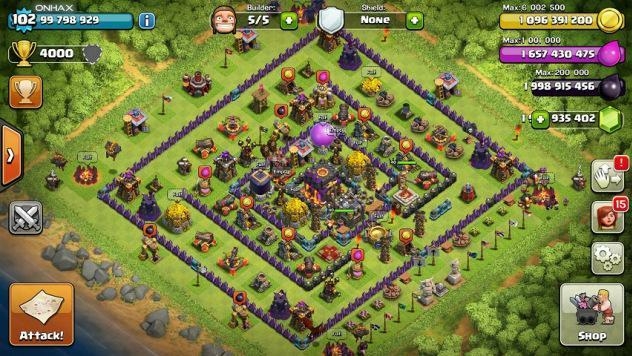 ONHAX
102 99 798 929
4000
Builder:
5/5
Shield:
None
Max: 6 002 500
1 096 391 200
Max: 1 001 000
1 657 430 475
Max: 200 000
1 998 915 456
935 402
!
15
Attack!
Shop